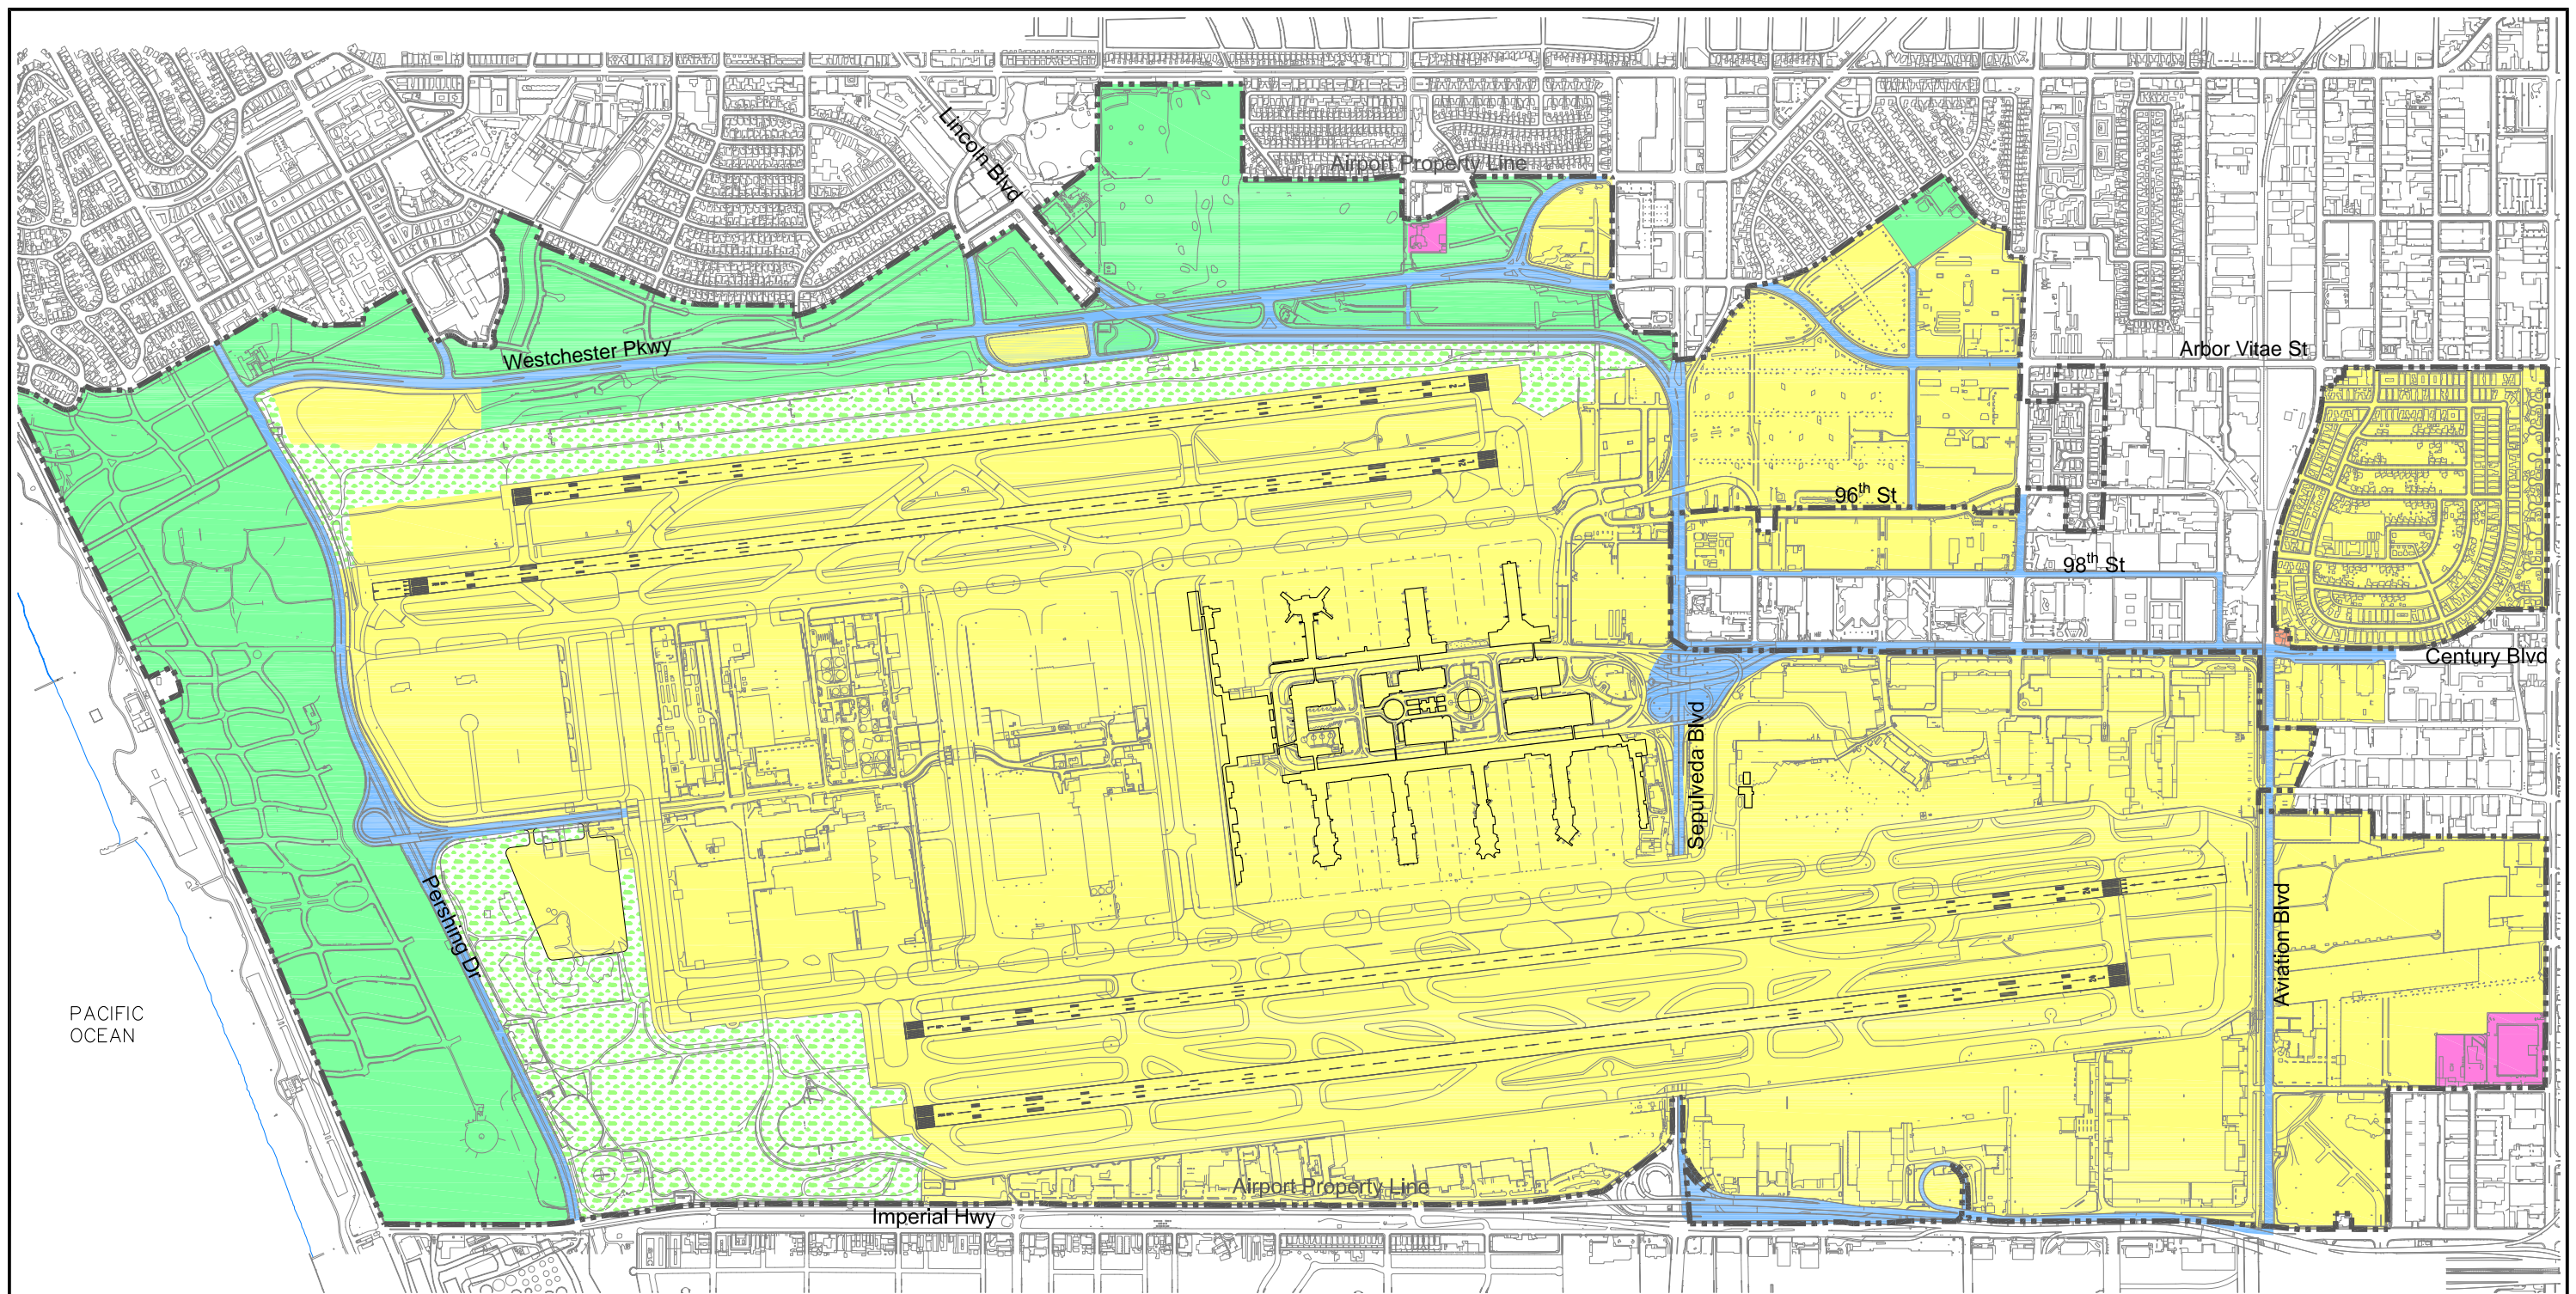 Lincoln Blvd
Airport Property Line
Westchester Pkwy
Arbor Vitae St
96th St
98th St
Century Blvd
Sepulveda Blvd
Pershing Dr
Aviation Blvd
PACIFIC
OCEAN
Airport Property Line
Imperial Hwy